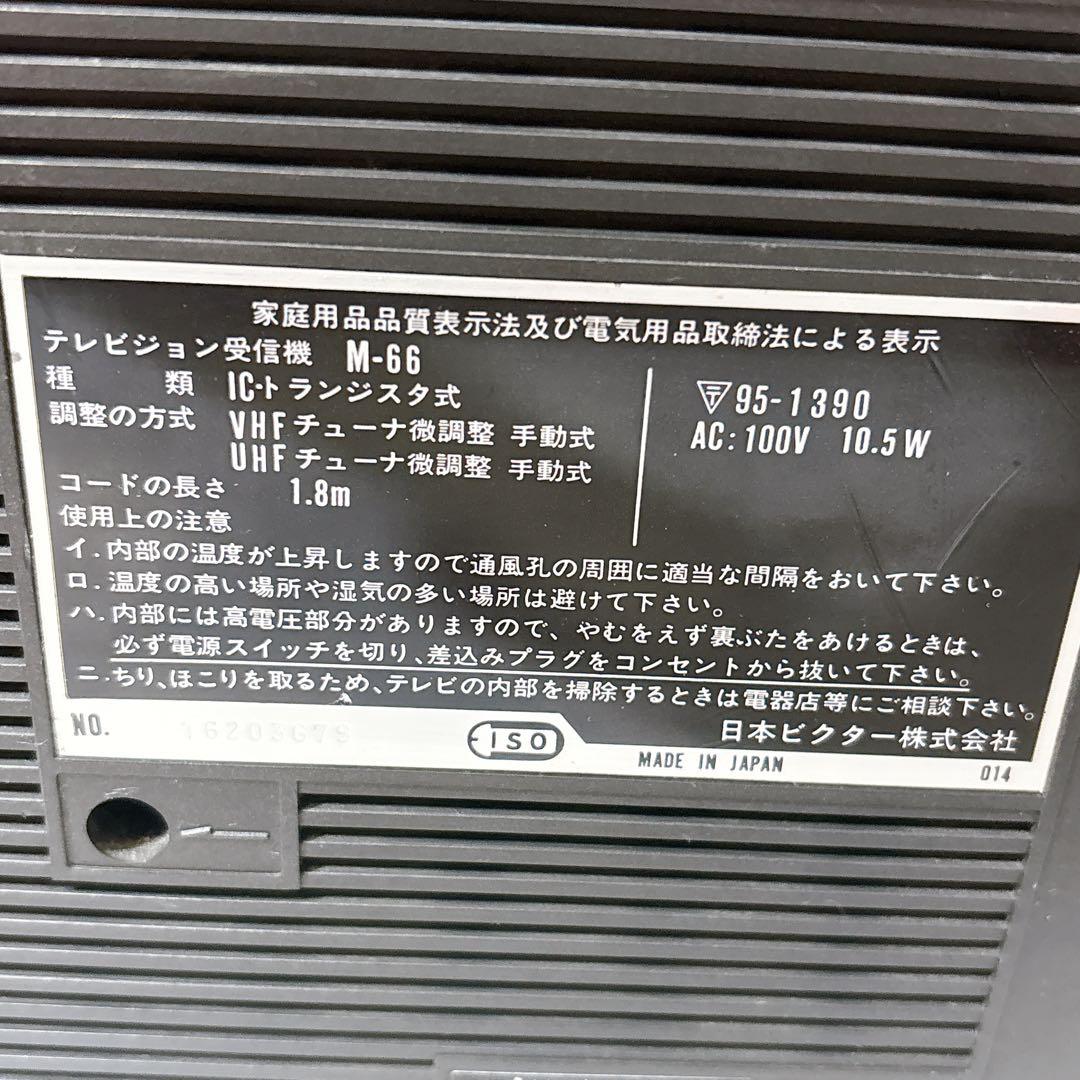 家庭用品品質表示法及び電気用品取締法による表示
テレビジョン受信機 M-66
種類 IC-トランジスタ式
調整の方式 VHFチューナ微調整 手動式
UHFチューナ微調整 手動式
コードの長さ 1.8m
〒95-1390
AC:100V 10.5W
使用上の注意
イ.内部の温度が上昇しますので通風孔の周囲に適当な間隔をおいて下さい。
ロ.温度の高い場所や湿気の多い場所は避けて下さい。
ハ.内部には高電圧部分がありますので、やむをえず裏ぶたをあけるときは、
必ず電源スイッチを切り、差込みプラグをコンセントから抜いて下さい。
ニ.ちり、ほこりを取るため、テレビの内部を掃除するときは電器店等にご相談下さい。
日本ビクター株式会社
NO.
ISO
MADE IN JAPAN
014